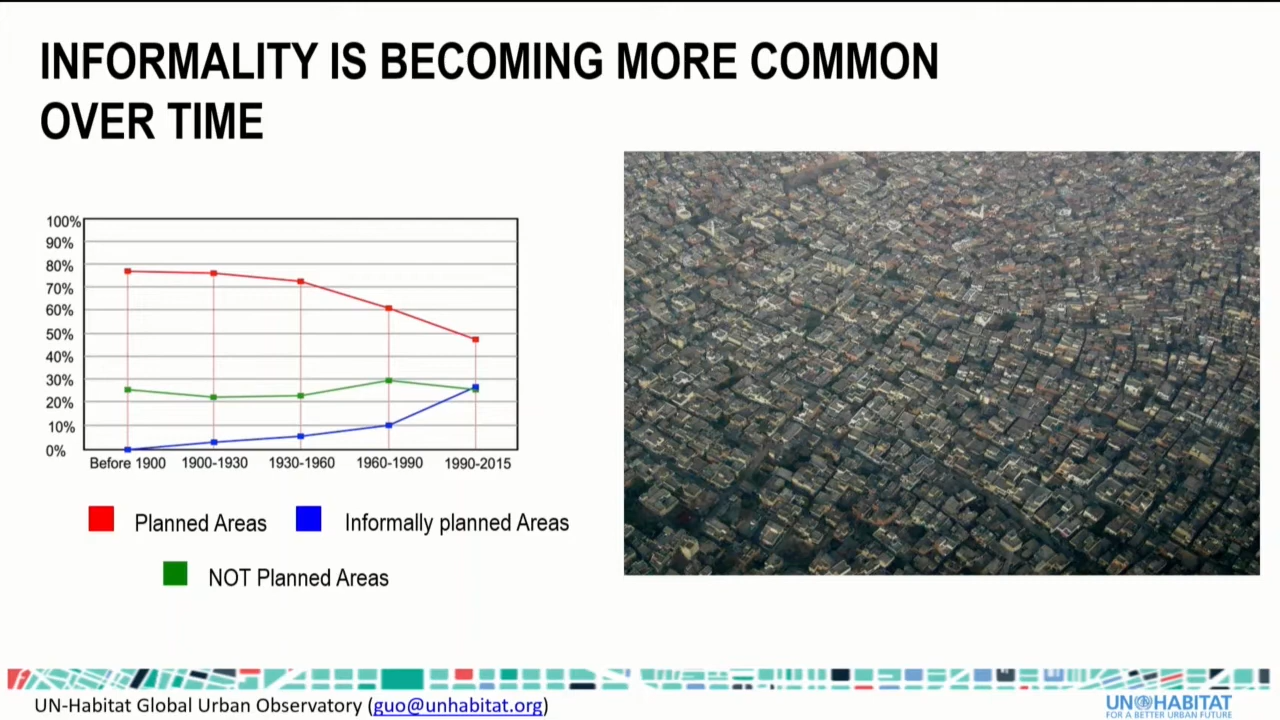 INFORMALITY IS BECOMING MORE COMMON
OVER TIME
100%
90%
80%
70%
60%
50%
40%
30%
20%
10%
0%
Before 1900 1900-1930 1930-1960 1960-1990 1990-2015
Planned Areas Informally planned Areas
NOT Planned Areas
UN-Habitat Global Urban Observatory (guo@unhabitat.org)
UN HABITAT
FOR A BETTER URBAN FUTURE